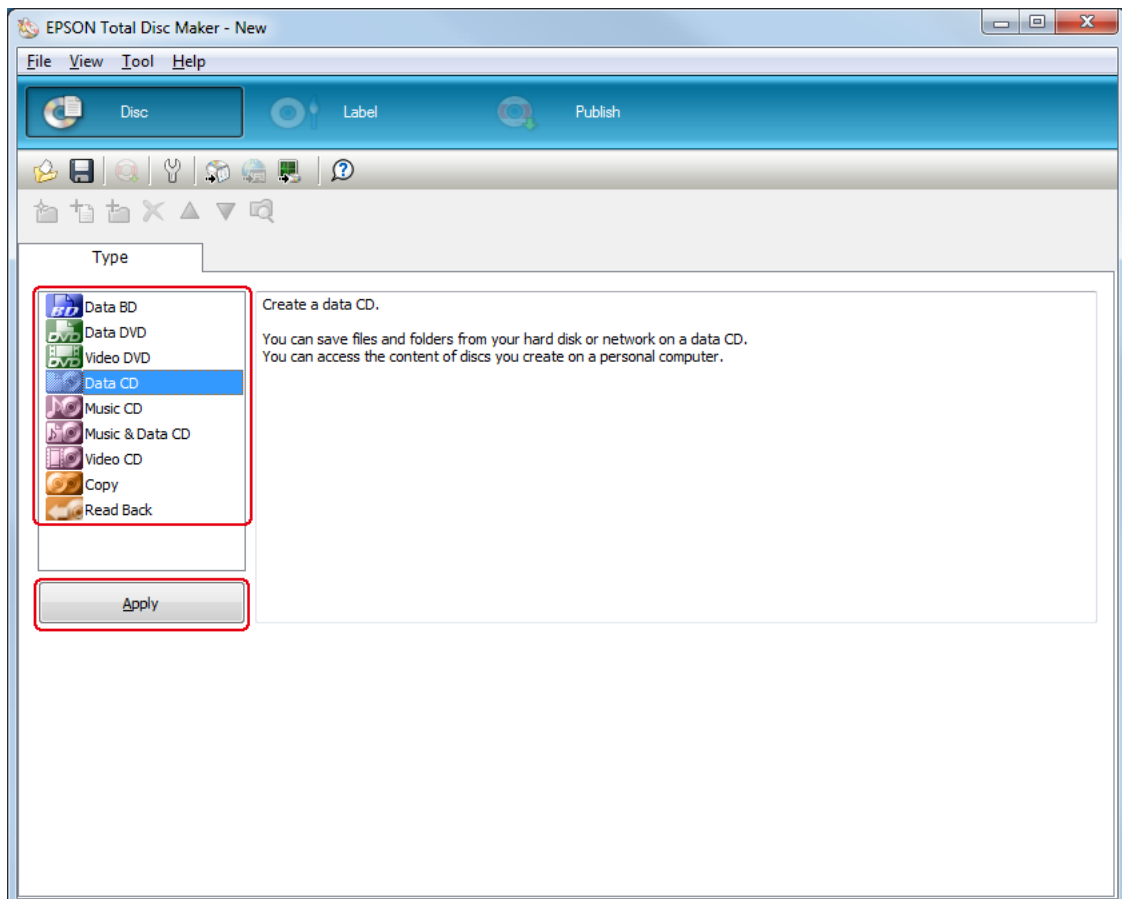 EPSON Total Disc Maker - New
File View Tool Help
Disc Label Publish
Type
Data BD
Data DVD
Video DVD
Data CD
Music CD
Music & Data CD
Video CD
Copy
Read Back
Apply
Create a data CD.
You can save files and folders from your hard disk or network on a data CD.
You can access the content of discs you create on a personal computer.